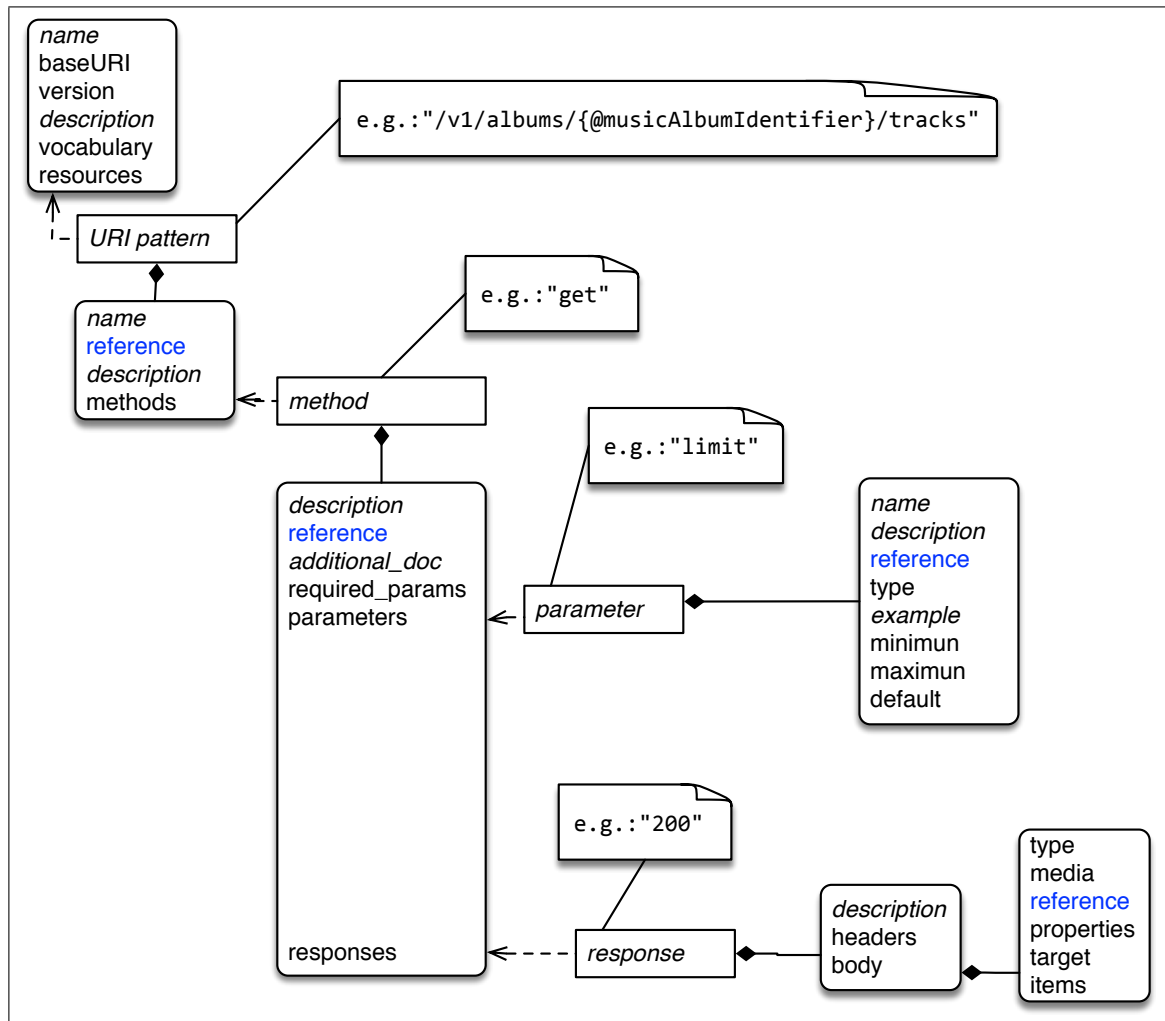 name
baseURI
version
description
vocabulary
resources
e.g.:"/v1/albums/{@musicAlbumIdentifier}/tracks"
URI pattern
name
reference
description
methods
e.g.:"get"
method
description
reference
additional_doc
required_params
parameters
responses
e.g.:"limit"
parameter
name
description
reference
type
example
minimun
maximun
default
e.g.:"200"
response
description
headers
body
type
media
reference
properties
target
items